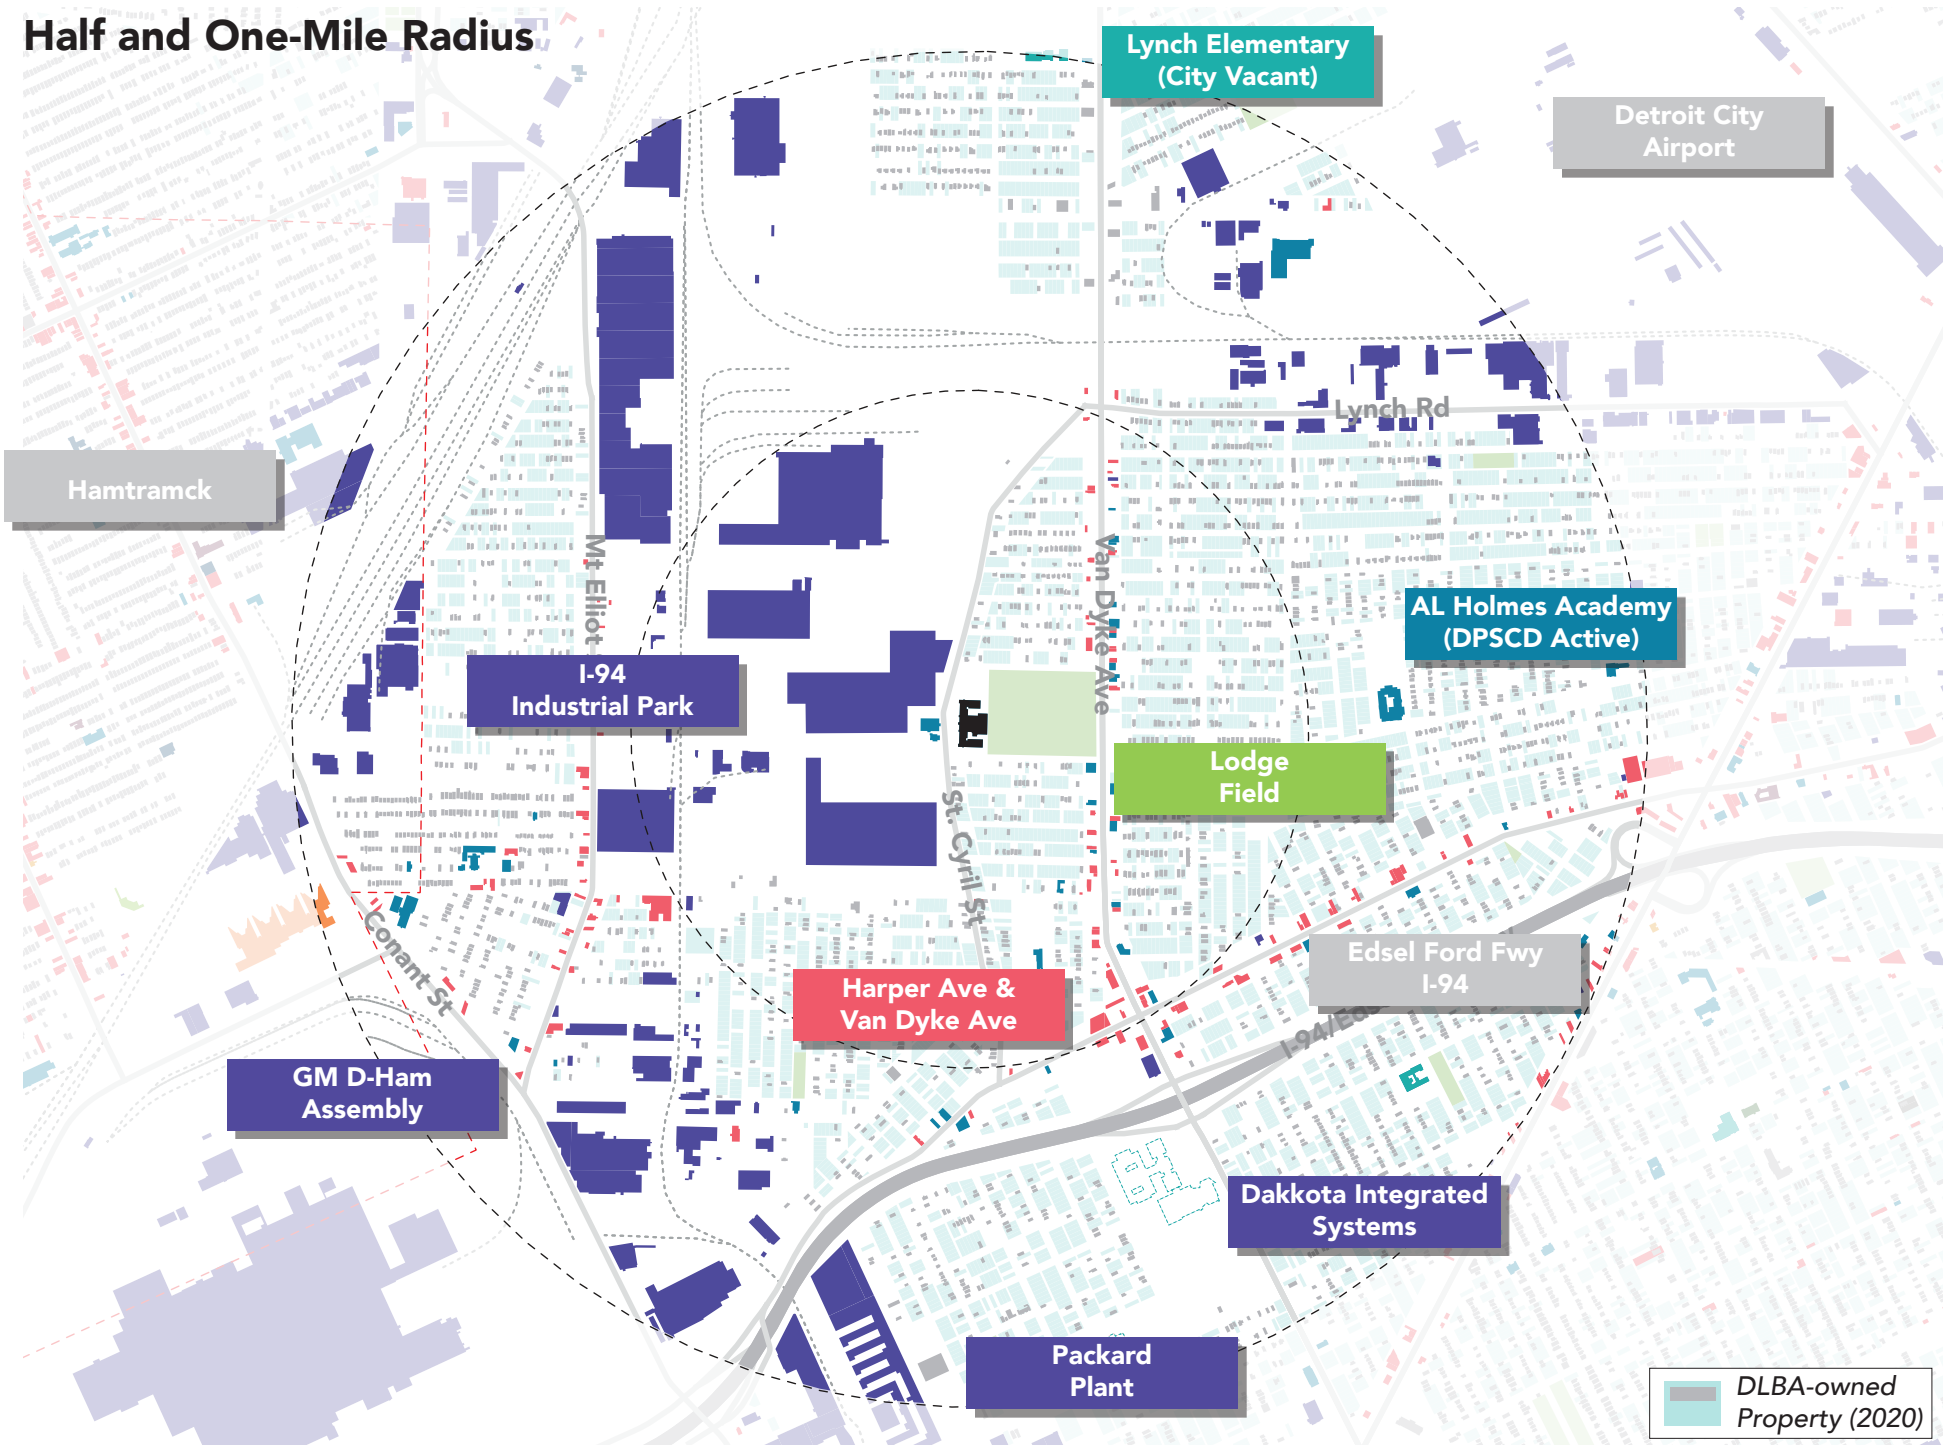 Half and One-Mile Radius
Lynch Elementary
(City Vacant)
Detroit City
Airport
Lynch Rd
Hamtramck
Mt Elliot
Van Dyke Ave
AL Holmes Academy
(DPSCD Active)
I-94
Industrial Park
Lodge
Field
St. Cyril St
Conant St
Edsel Ford Fwy
I-94
Harper Ave &
Van Dyke Ave
I-94/Eds
GM D-Ham
Assembly
Dakkota Integrated
Systems
Packard
Plant
DLBA-owned
Property (2020)